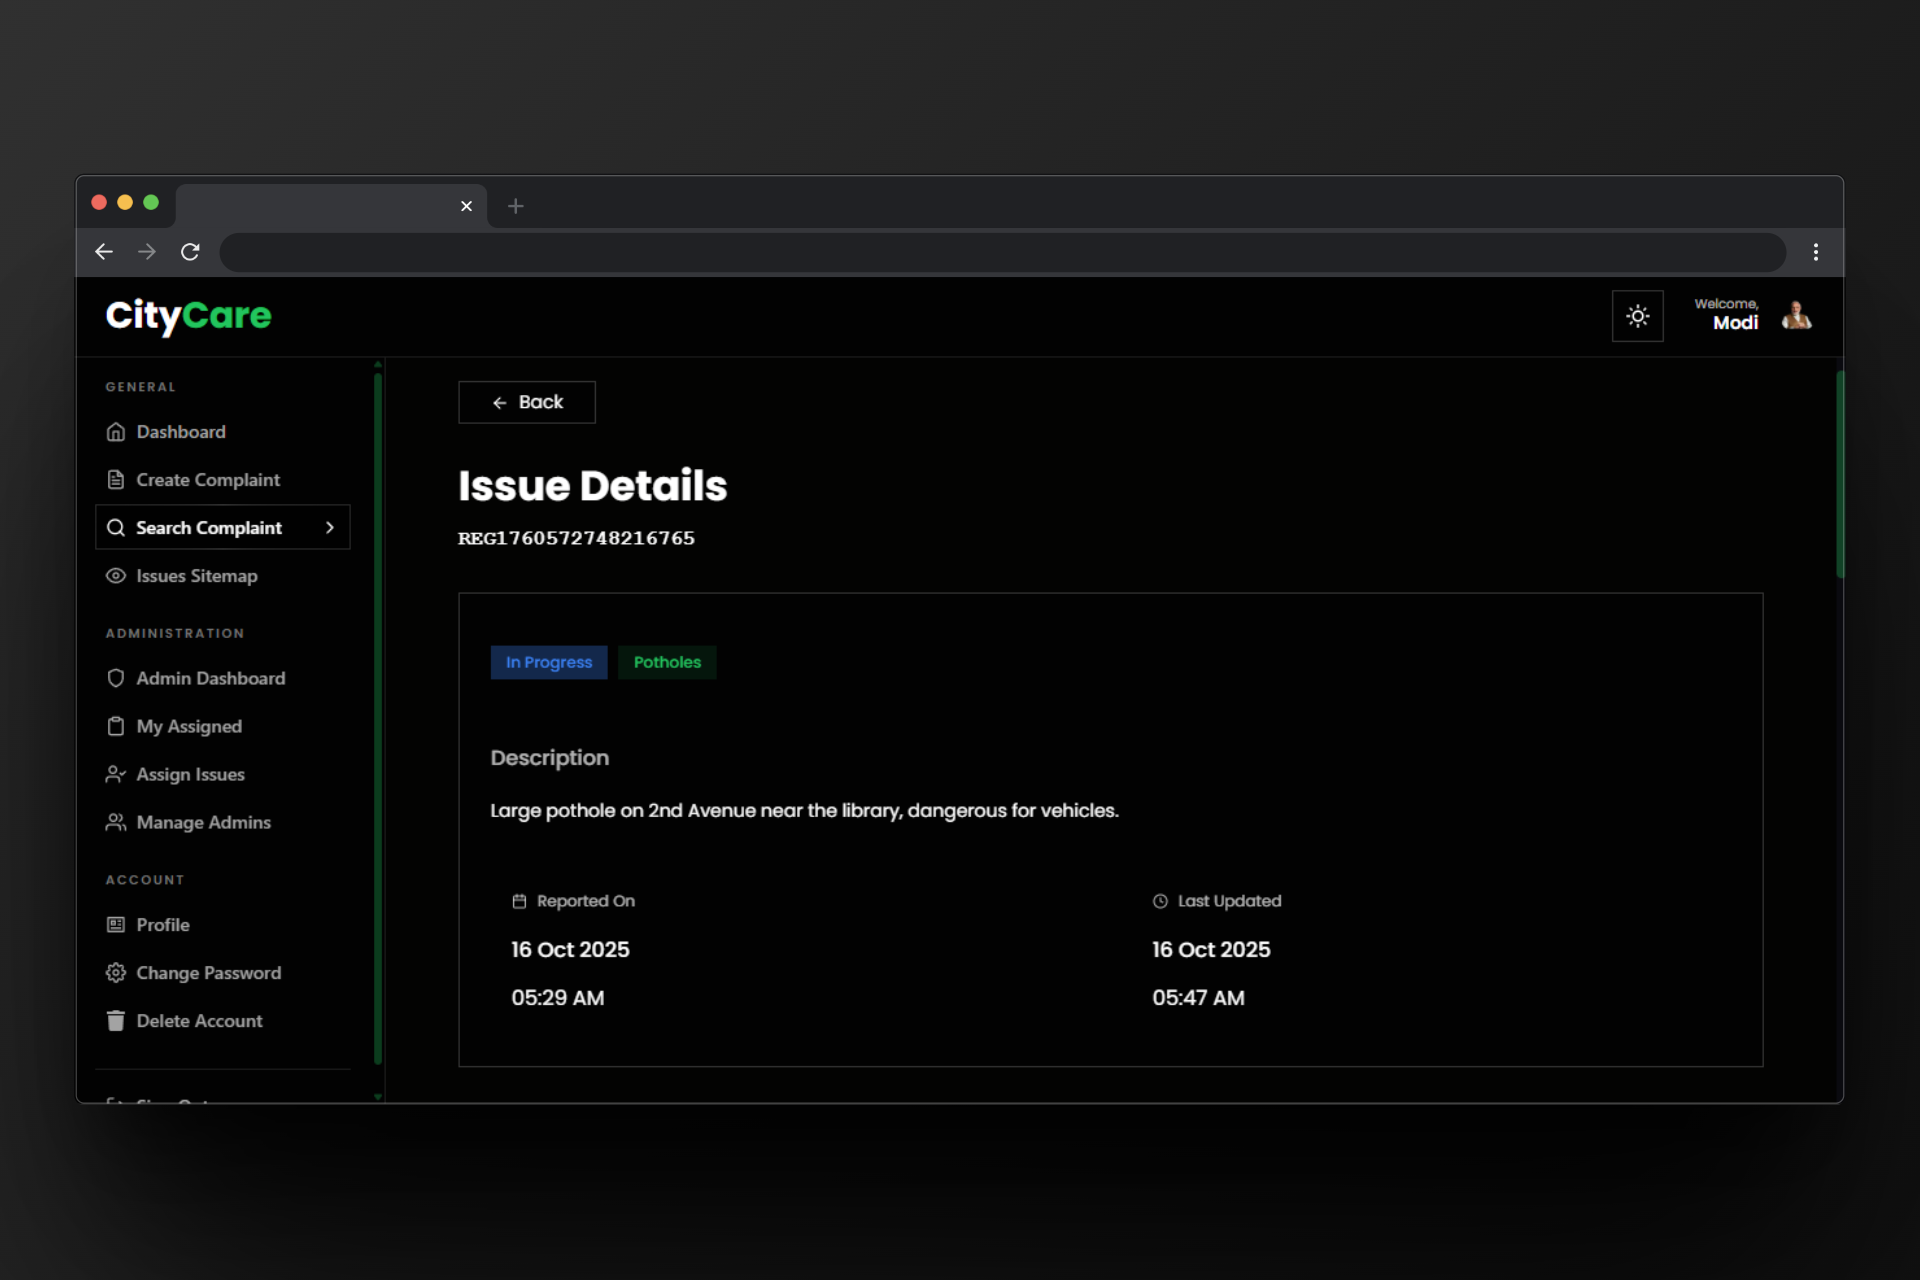 CityCare
Welcome,
Modi
GENERAL
Dashboard
Create Complaint
Search Complaint
Issues Sitemap
ADMINISTRATION
Admin Dashboard
My Assigned
Assign Issues
Manage Admins
ACCOUNT
Profile
Change Password
Delete Account
Back
Issue Details
REG1760572748216765
In Progress
Potholes
Description
Large pothole on 2nd Avenue near the library, dangerous for vehicles.
Reported On
16 Oct 2025
05:29 AM
Last Updated
16 Oct 2025
05:47 AM